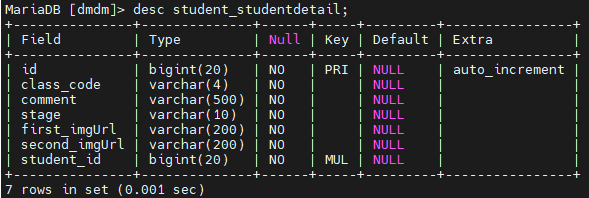 MariaDB [dmdm]> desc student_studentdetail;
+----------------+--------------+------+-----+---------+----------------+
| Field          | Type         | Null | Key | Default | Extra          |
+----------------+--------------+------+-----+---------+----------------+
| id             | bigint(20)   | NO   | PRI | NULL    | auto_increment |
| class_code     | varchar(4)   | NO   |     | NULL    |                |
| comment        | varchar(500) | NO   |     | NULL    |                |
| stage          | varchar(10)  | NO   |     | NULL    |                |
| first_imgUrl   | varchar(200) | NO   |     | NULL    |                |
| second_imgUrl  | varchar(200) | NO   |     | NULL    |                |
| student_id     | bigint(20)   | NO   | MUL | NULL    |                |
+----------------+--------------+------+-----+---------+----------------+
7 rows in set (0.001 sec)